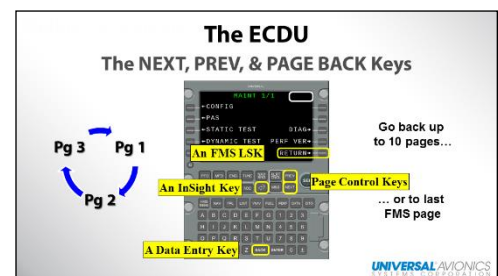 The ECDU
The NEXT, PREV, & PAGE BACK Keys
MAINT 1/1
←CONFIG
←PAS
←STATIC TEST DIAG→
←DYNAMIC TEST PERF VER→
An FMS LSK
RETURN→
Pg 3
Pg 1
Pg 2
An InSight Key
Page Control Keys
A Data Entry Key
Go back up
to 10 pages…
… or to last
FMS page
UNIVERSAL AVIONICS
SYSTEMS CORPORATION